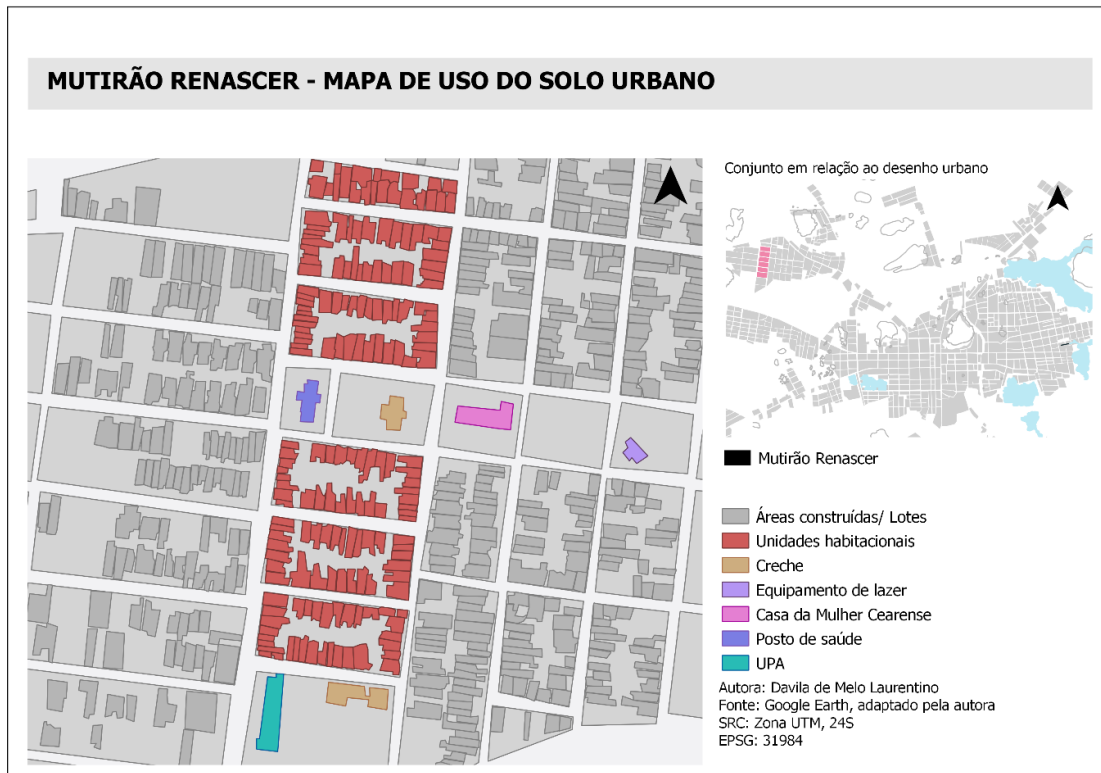 MUTIRÃO RENASCER - MAPA DE USO DO SOLO URBANO
Conjunto em relação ao desenho urbano
Mutirão Renascer
Áreas construídas/ Lotes
Unidades habitacionais
Creche
Equipamento de lazer
Casa da Mulher Cearense
Posto de saúde
UPA
Autora: Davila de Melo Laurentino
Fonte: Google Earth, adaptado pela autora
SRC: Zona UTM, 24S
EPSG: 31984